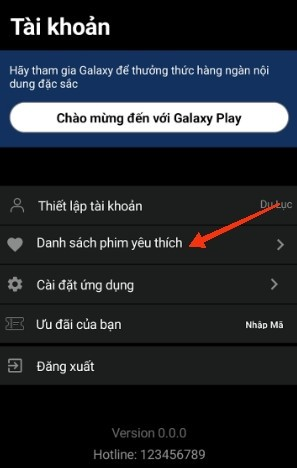 Tài khoản
Hãy tham gia Galaxy để thưởng thức hàng ngàn nội
dung đặc sắc
Chào mừng đến với Galaxy Play
Thiết lập tài khoản
Du Lục
Danh sách phim yêu thích
Cài đặt ứng dụng
Ưu đãi của bạn
Nhập Mã
Đăng xuất
Version 0.0.0
Hotline: 123456789